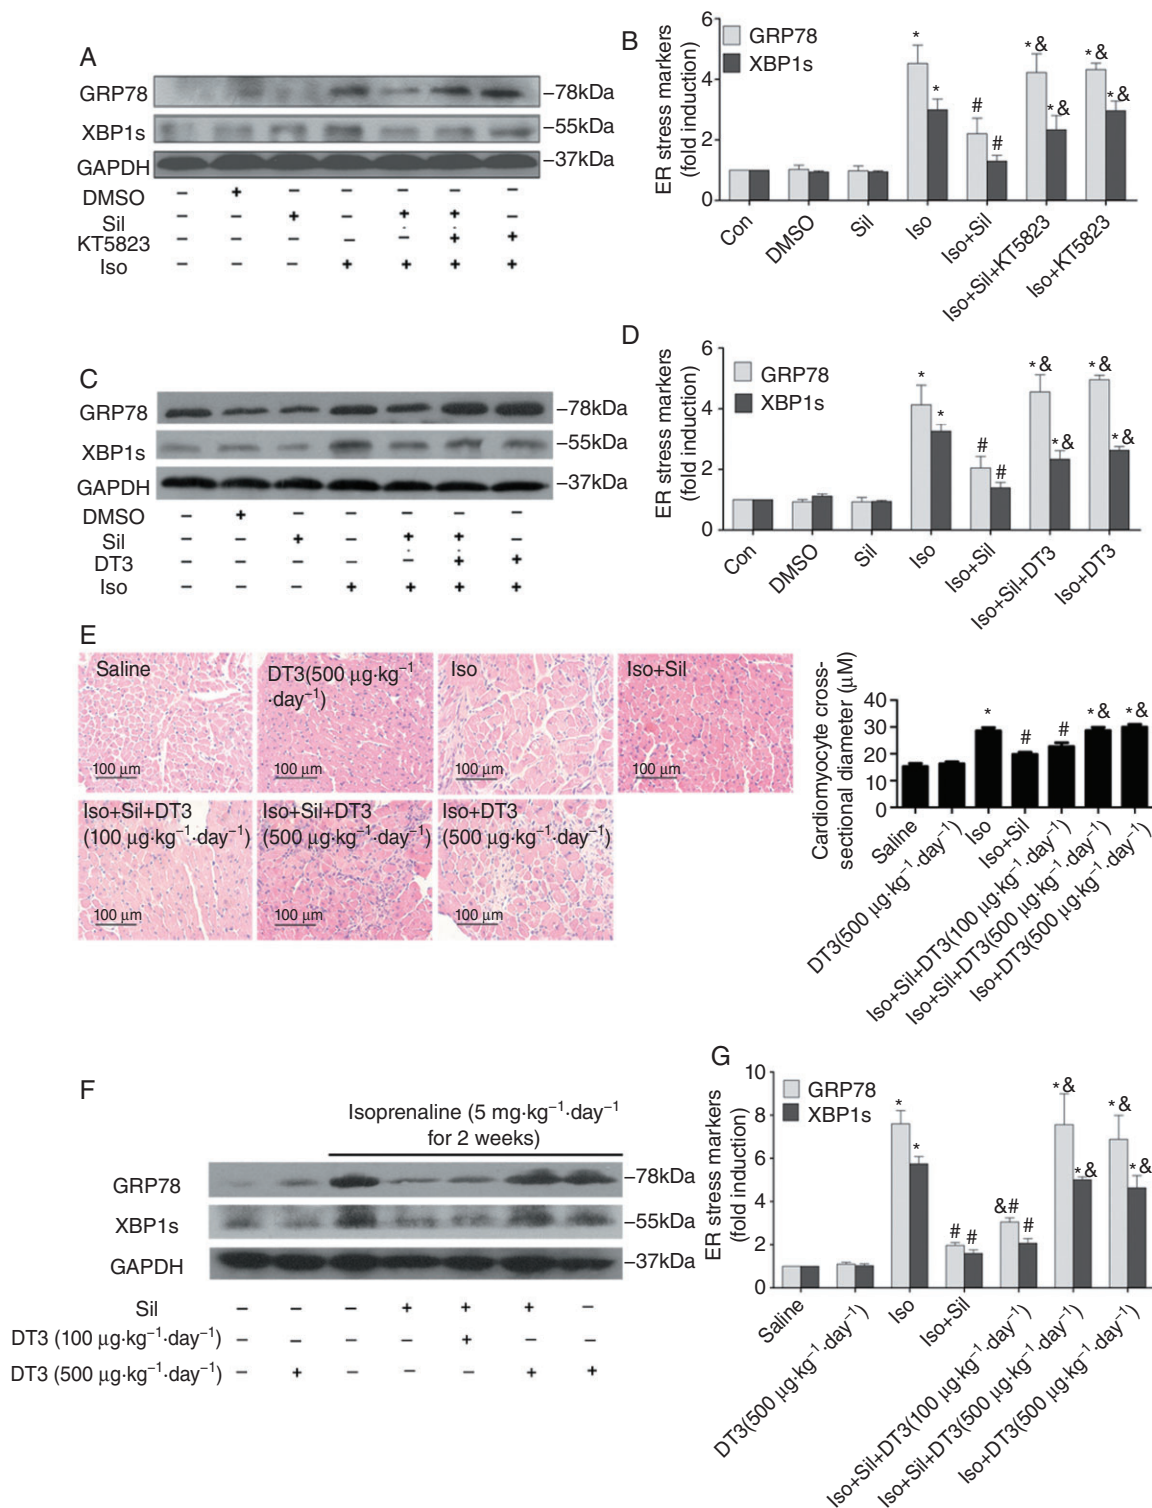 A
GRP78
–78kDa
XBP1s
–55kDa
GAPDH
–37kDa
DMSO – + – – – – –
Sil – – + – + + –
KT5823 – – – – - + +
Iso – – – + + + +
B
ER stress markers
(fold induction)
6
4
2
0
GRP78
XBP1s
*
*
#
#
*&
*&
*&
*&
Con
DMSO
Sil
Iso
Iso+Sil
Iso+Sil+KT5823
Iso+KT5823
C
GRP78
–78kDa
XBP1s
–55kDa
GAPDH
–37kDa
DMSO – + – – – – –
Sil – – + – + + –
DT3 – – – – – + +
Iso – – – + + + +
D
ER stress markers
(fold induction)
6
4
2
0
GRP78
XBP1s
*
*
#
#
*&
*&
*&
*&
Con
DMSO
Sil
Iso
Iso+Sil
Iso+Sil+DT3
Iso+DT3
E
Saline
100 μm
DT3(500 μg·kg⁻¹
·day⁻¹)
100 μm
Iso
100 μm
Iso+Sil
100 μm
Iso+Sil+DT3
(100 μg·kg⁻¹·day⁻¹)
100 μm
Iso+Sil+DT3
(500 μg·kg⁻¹·day⁻¹)
100 μm
Iso+DT3
(500 μg·kg⁻¹·day⁻¹)
100 μm
Cardiomyocyte cross-
sectional diameter (μM)
40
30
20
10
0
*
#
#
*&
*&
Saline
DT3(500 μg·kg⁻¹·day⁻¹)
Iso
Iso+Sil
Iso+Sil+DT3(100 μg·kg⁻¹·day⁻¹)
Iso+Sil+DT3(500 μg·kg⁻¹·day⁻¹)
Iso+DT3(500 μg·kg⁻¹·day⁻¹)
F
Isoprenaline (5 mg·kg⁻¹·day⁻¹
for 2 weeks)
GRP78
–78kDa
XBP1s
–55kDa
GAPDH
–37kDa
Sil – – – + + + –
DT3 (100 μg·kg⁻¹·day⁻¹) – – – – + – –
DT3 (500 μg·kg⁻¹·day⁻¹) – + – – – + +
G
ER stress markers
(fold induction)
10
8
6
4
2
0
GRP78
XBP1s
*
*
#
#
&#
#
*&
*&
*&
*&
Saline
DT3(500 μg·kg⁻¹·day⁻¹)
Iso
Iso+Sil
Iso+Sil+DT3(100 μg·kg⁻¹·day⁻¹)
Iso+Sil+DT3(500 μg·kg⁻¹·day⁻¹)
Iso+DT3(500 μg·kg⁻¹·day⁻¹)